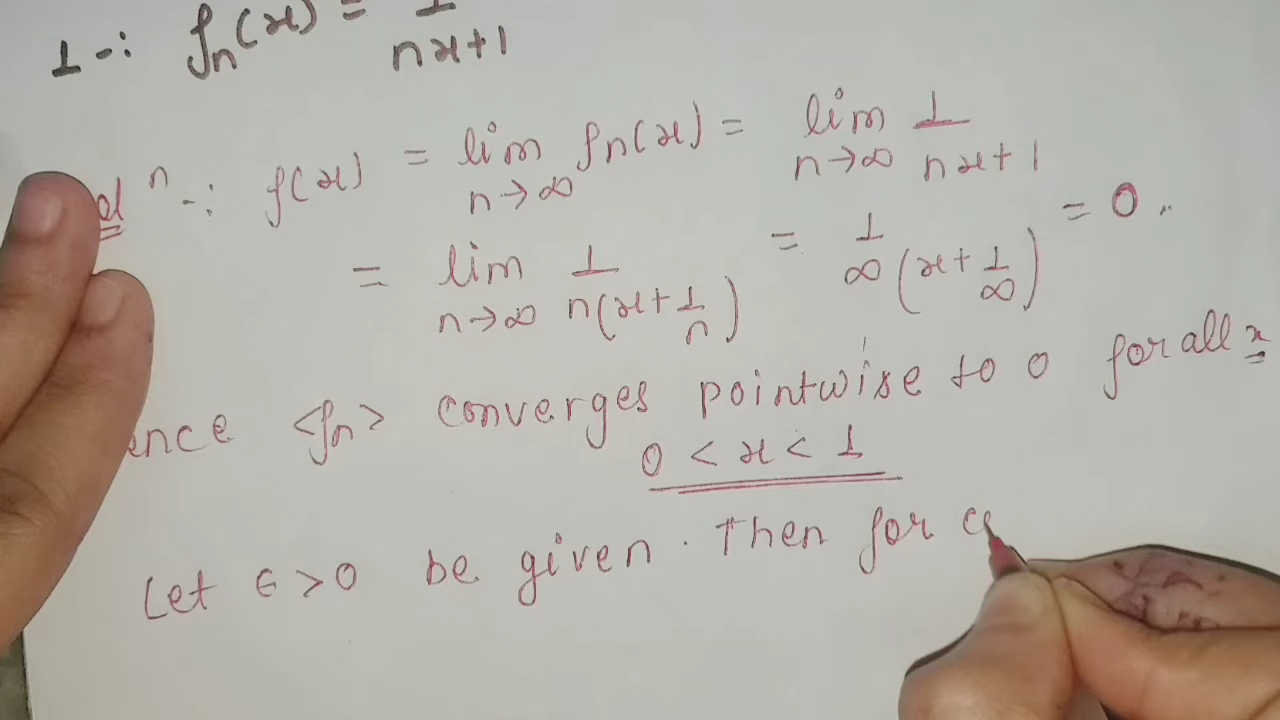 1 -: fn(x) = 1/(nx+1)
n -: f(x) = lim n→∞ fn(x) = lim n→∞ 1/(nx+1)
= lim n→∞ 1/(n(x+1/n)) = 1/(∞(x+1/∞)) = 0.
ence <fn> converges pointwise to 0 for all x
0 < x < 1
Let ϵ > 0 be given. Then for